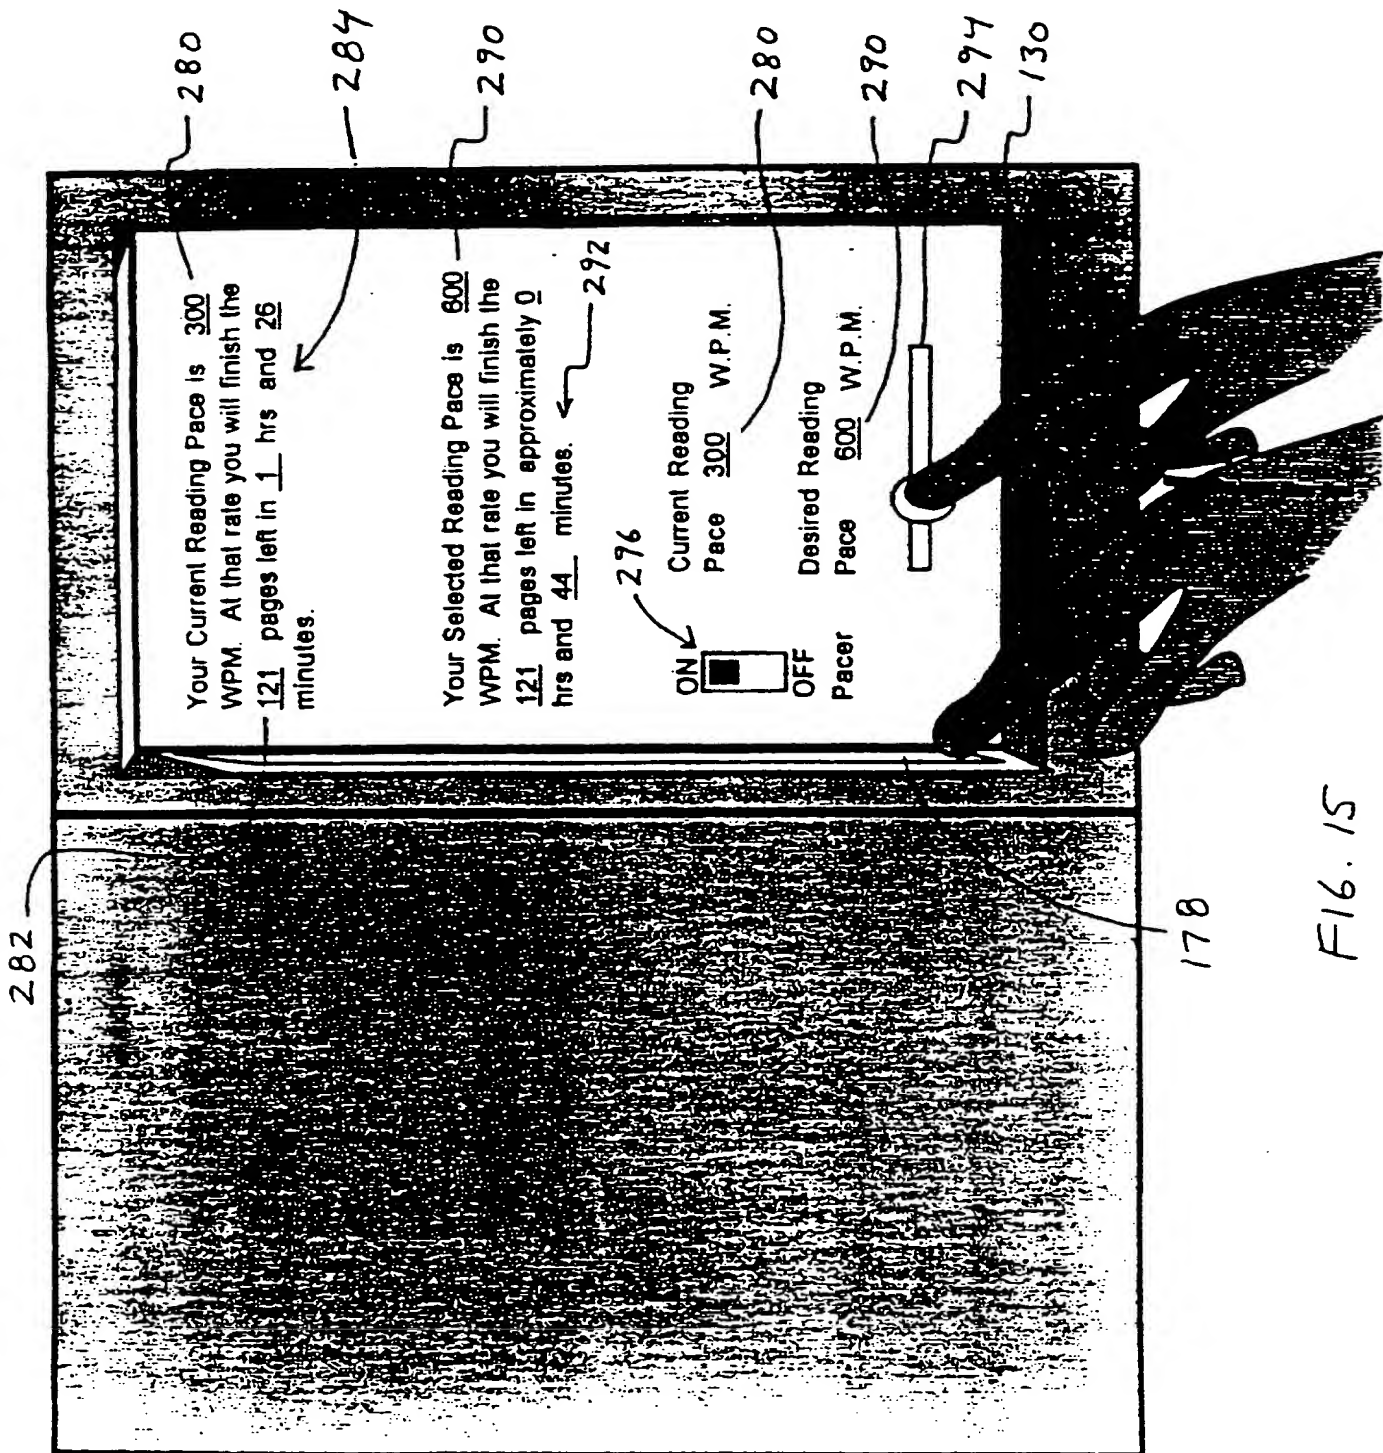 280
284
290
280
290
294
130
Your Current Reading Pace is 300
WPM. At that rate you will finish the
121 pages left in 1 hrs and 26
minutes.
Your Selected Reading Pace is 600
WPM. At that rate you will finish the
121 pages left in approximately 0
hrs and 44 minutes.
292
296
ON
OFF
Pacer
Current Reading
Pace 300 W.P.M.
Desired Reading
Pace 600 W.P.M.
282
178
FIG. 15